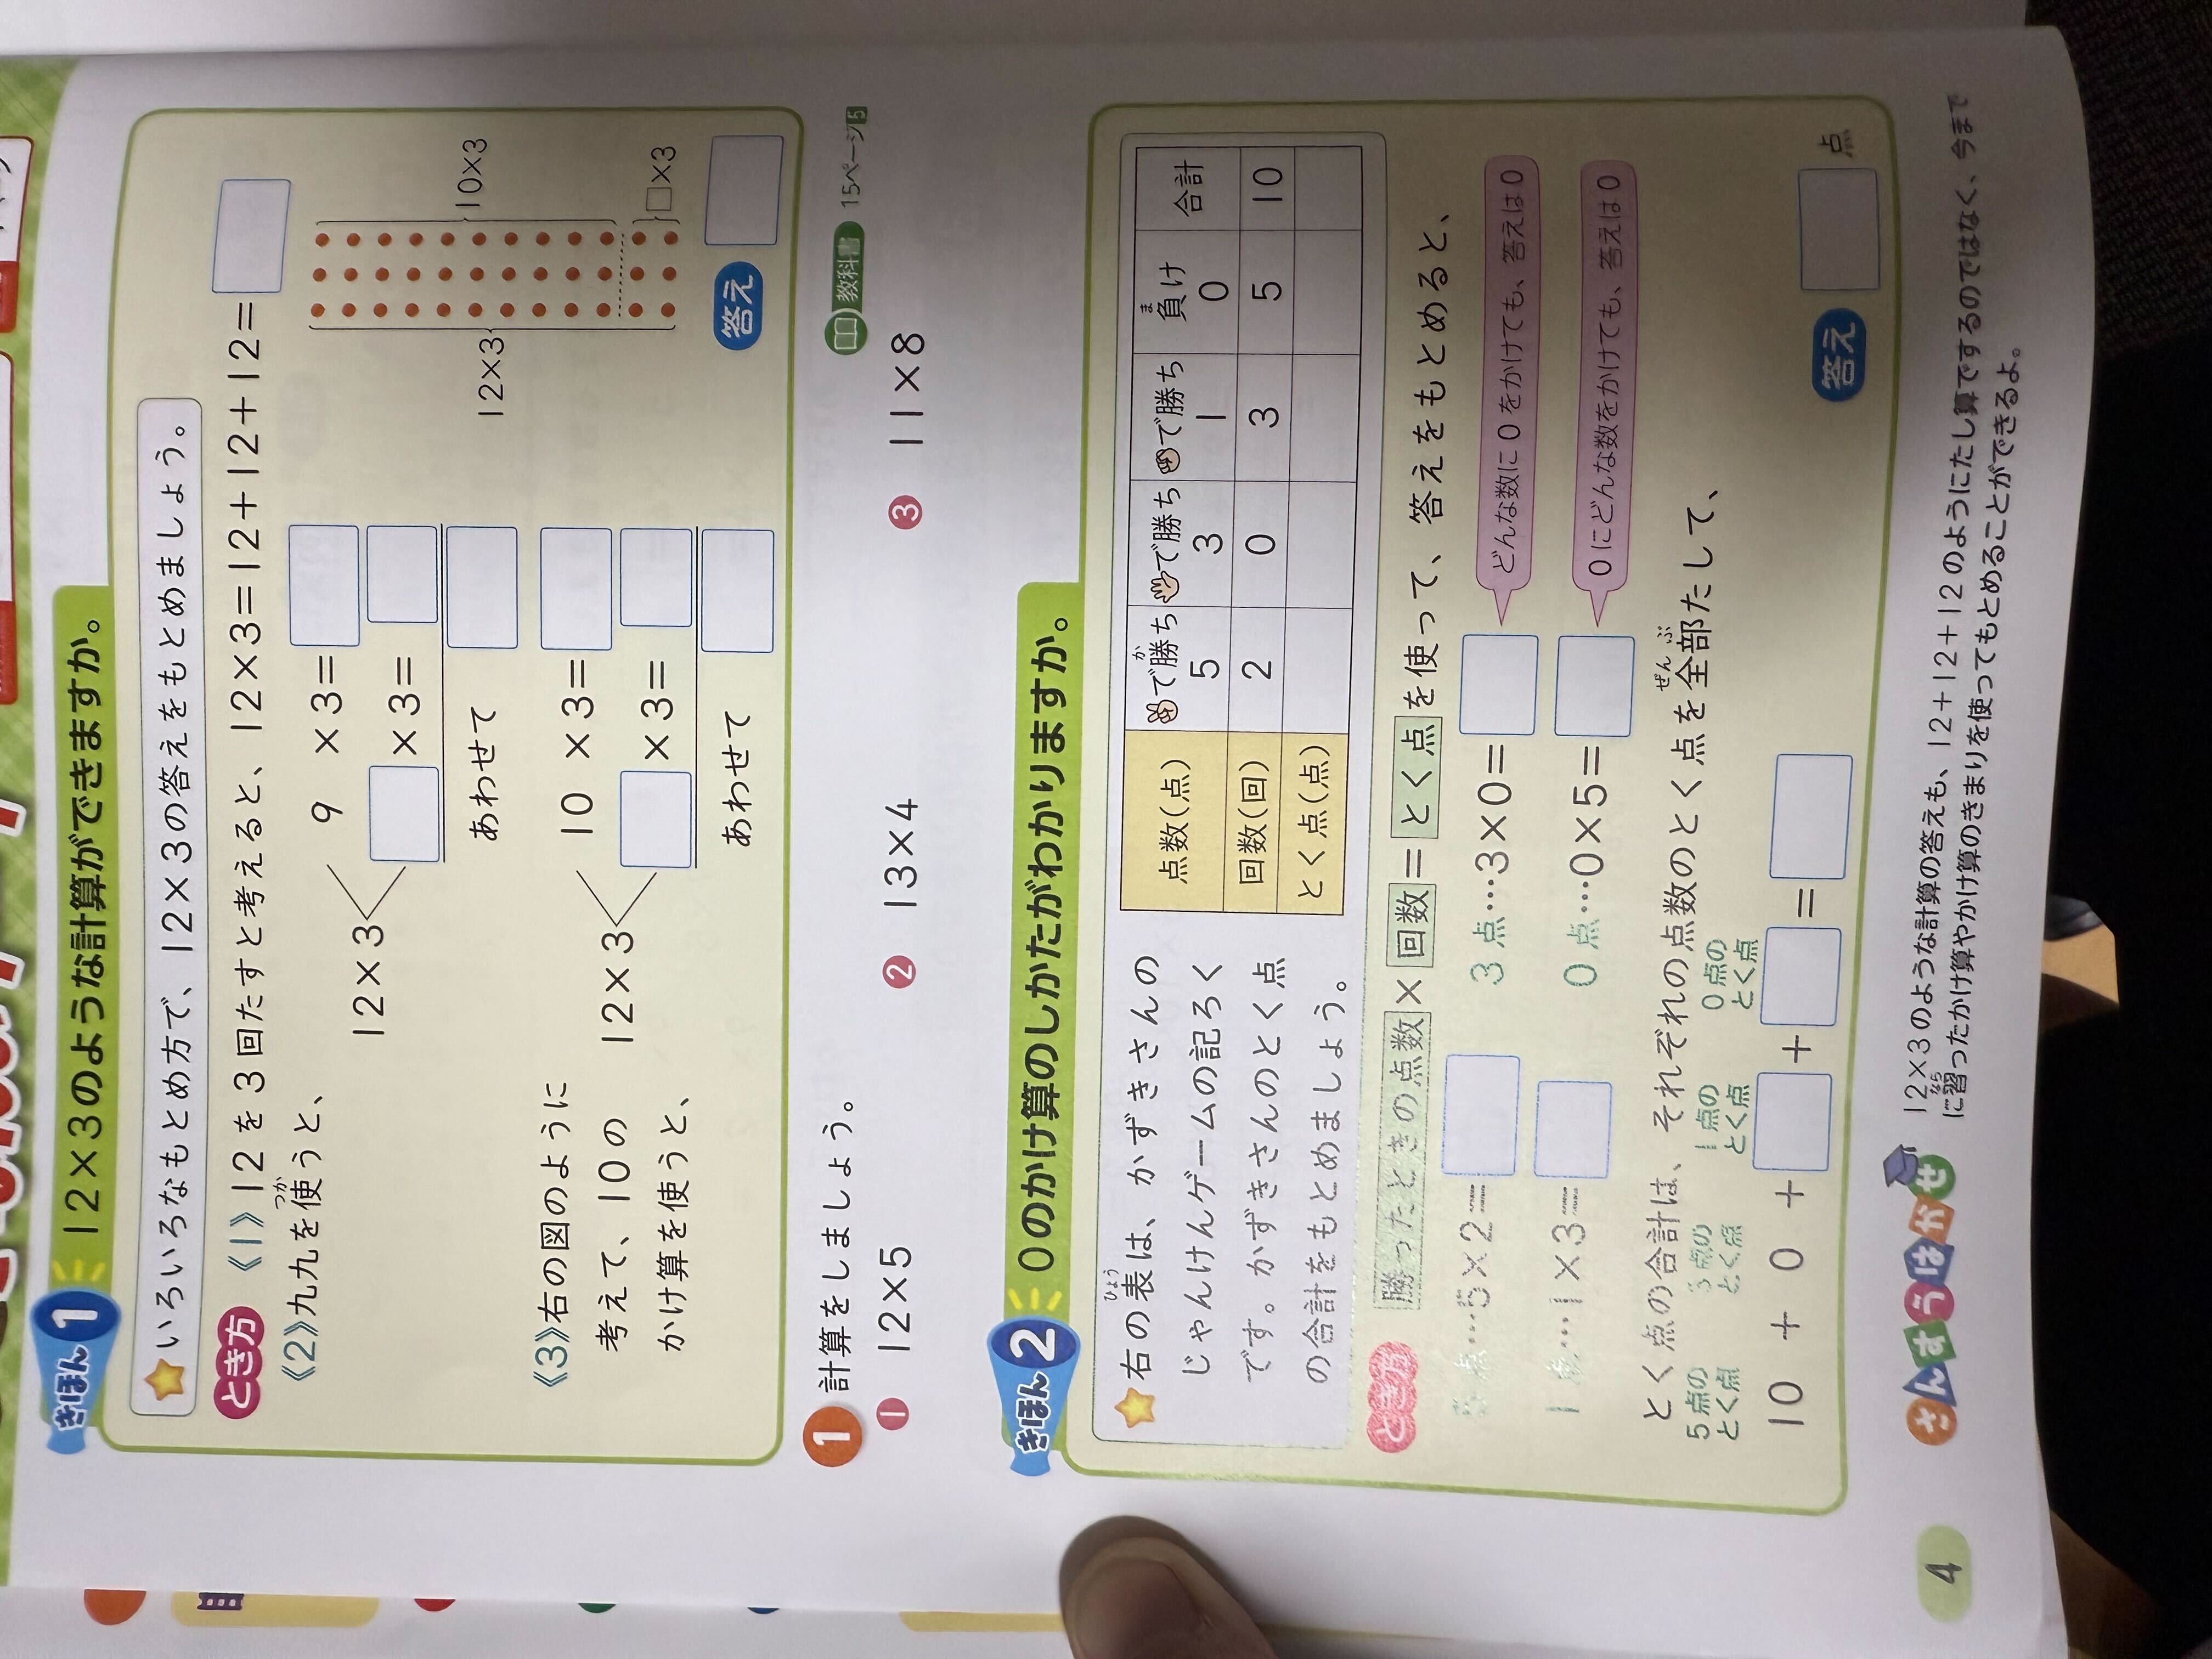 きほん1 12×3のような計算ができますか。
いろいろなもとめ方で、12×3の答えをもとめましょう。
とき方 《1》12を3回たすと考えると、12×3=12+12+12=
《2》九九を使うと、
つか
12×3
9 ×3=
×3=
あわせて
《3》右の図のように
考えて、10の
かけ算を使うと、
12×3
10 ×3=
×3=
あわせて
12×3
10×3
□×3
答え
1 計算をしましょう。
教科書 15ページ5
1 12×5
2 13×4
3 11×8
きほん2 0のかけ算のしかたがわかりますか。
右の表は、かずきさんの
ひょう
じゃんけんゲームの記ろく
です。かずきさんのとく点
の合計をもとめましょう。
点数(点) で勝ち 5 で勝ち 3 で勝ち 1 負け 0 合計
か
ま
回数(回) 2 0 3 5 10
とく点(点)
とき方 勝ったときの点数×回数=とく点を使って、答えをもとめると、
5点…5×2=
3点…3×0=
どんな数に0をかけても、答えは0
1点…1×3=
0点…0×5=
0にどんな数をかけても、答えは0
とく点の合計は、それぞれの点数のとく点を全部たして、
ぜんぶ
5点のとく点 3点のとく点 1点のとく点 0点のとく点
10 + 0 + + =
答え 点
4
さんすうはかせ
12×3のような計算の答えも、12+12+12のようにたし算でするのではなく、今まで
に習ったかけ算やかけ算のきまりを使ってもとめることができるよ。
なら